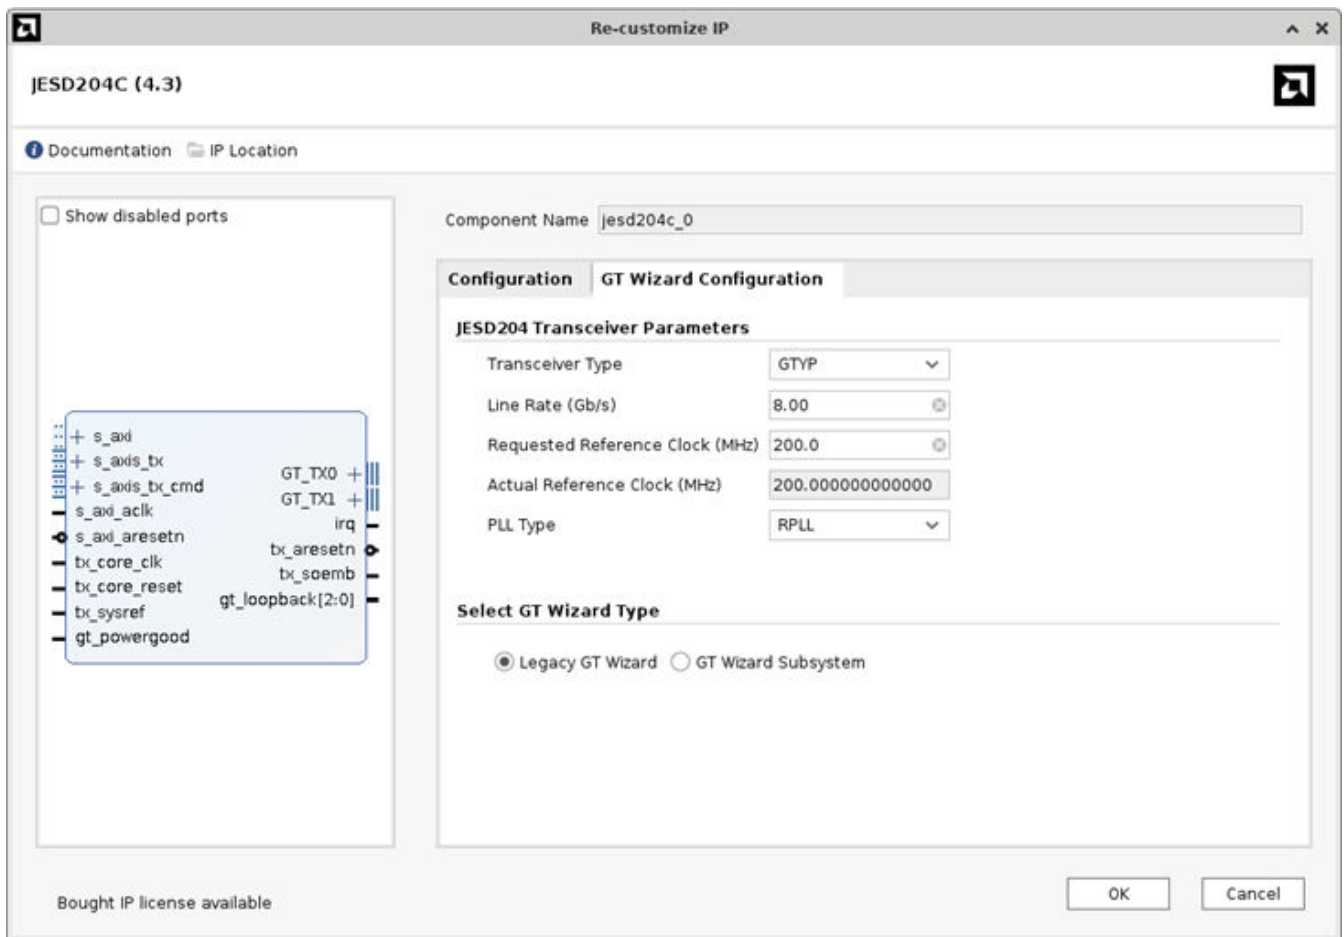 Re-customize IP
JESD204C (4.3)
Documentation IP Location
Show disabled ports
s_axi
s_axis_tx
s_axis_tx_cmd
s_axi_aclk
s_axi_aresetn
tx_core_clk
tx_core_reset
tx_sysref
gt_powergood
GT_TX0
GT_TX1
irq
tx_aresetn
tx_soemb
gt_loopback[2:0]
Component Name jesd204c_0
Configuration GT Wizard Configuration
JESD204 Transceiver Parameters
Transceiver Type GTYP
Line Rate (Gb/s) 8.00
Requested Reference Clock (MHz) 200.0
Actual Reference Clock (MHz) 200.000000000000
PLL Type RPLL
Select GT Wizard Type
Legacy GT Wizard GT Wizard Subsystem
Bought IP license available
OK Cancel